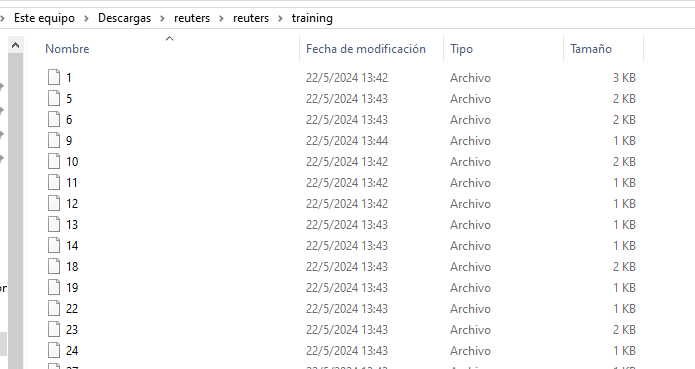 Este equipo > Descargas > reuters > reuters > training
Nombre Fecha de modificación Tipo Tamaño
1 22/5/2024 13:42 Archivo 3 KB
5 22/5/2024 13:43 Archivo 2 KB
6 22/5/2024 13:43 Archivo 2 KB
9 22/5/2024 13:44 Archivo 1 KB
10 22/5/2024 13:42 Archivo 2 KB
11 22/5/2024 13:42 Archivo 1 KB
12 22/5/2024 13:42 Archivo 1 KB
13 22/5/2024 13:43 Archivo 1 KB
14 22/5/2024 13:43 Archivo 1 KB
18 22/5/2024 13:43 Archivo 2 KB
19 22/5/2024 13:43 Archivo 1 KB
22 22/5/2024 13:43 Archivo 1 KB
23 22/5/2024 13:43 Archivo 2 KB
24 22/5/2024 13:43 Archivo 1 KB